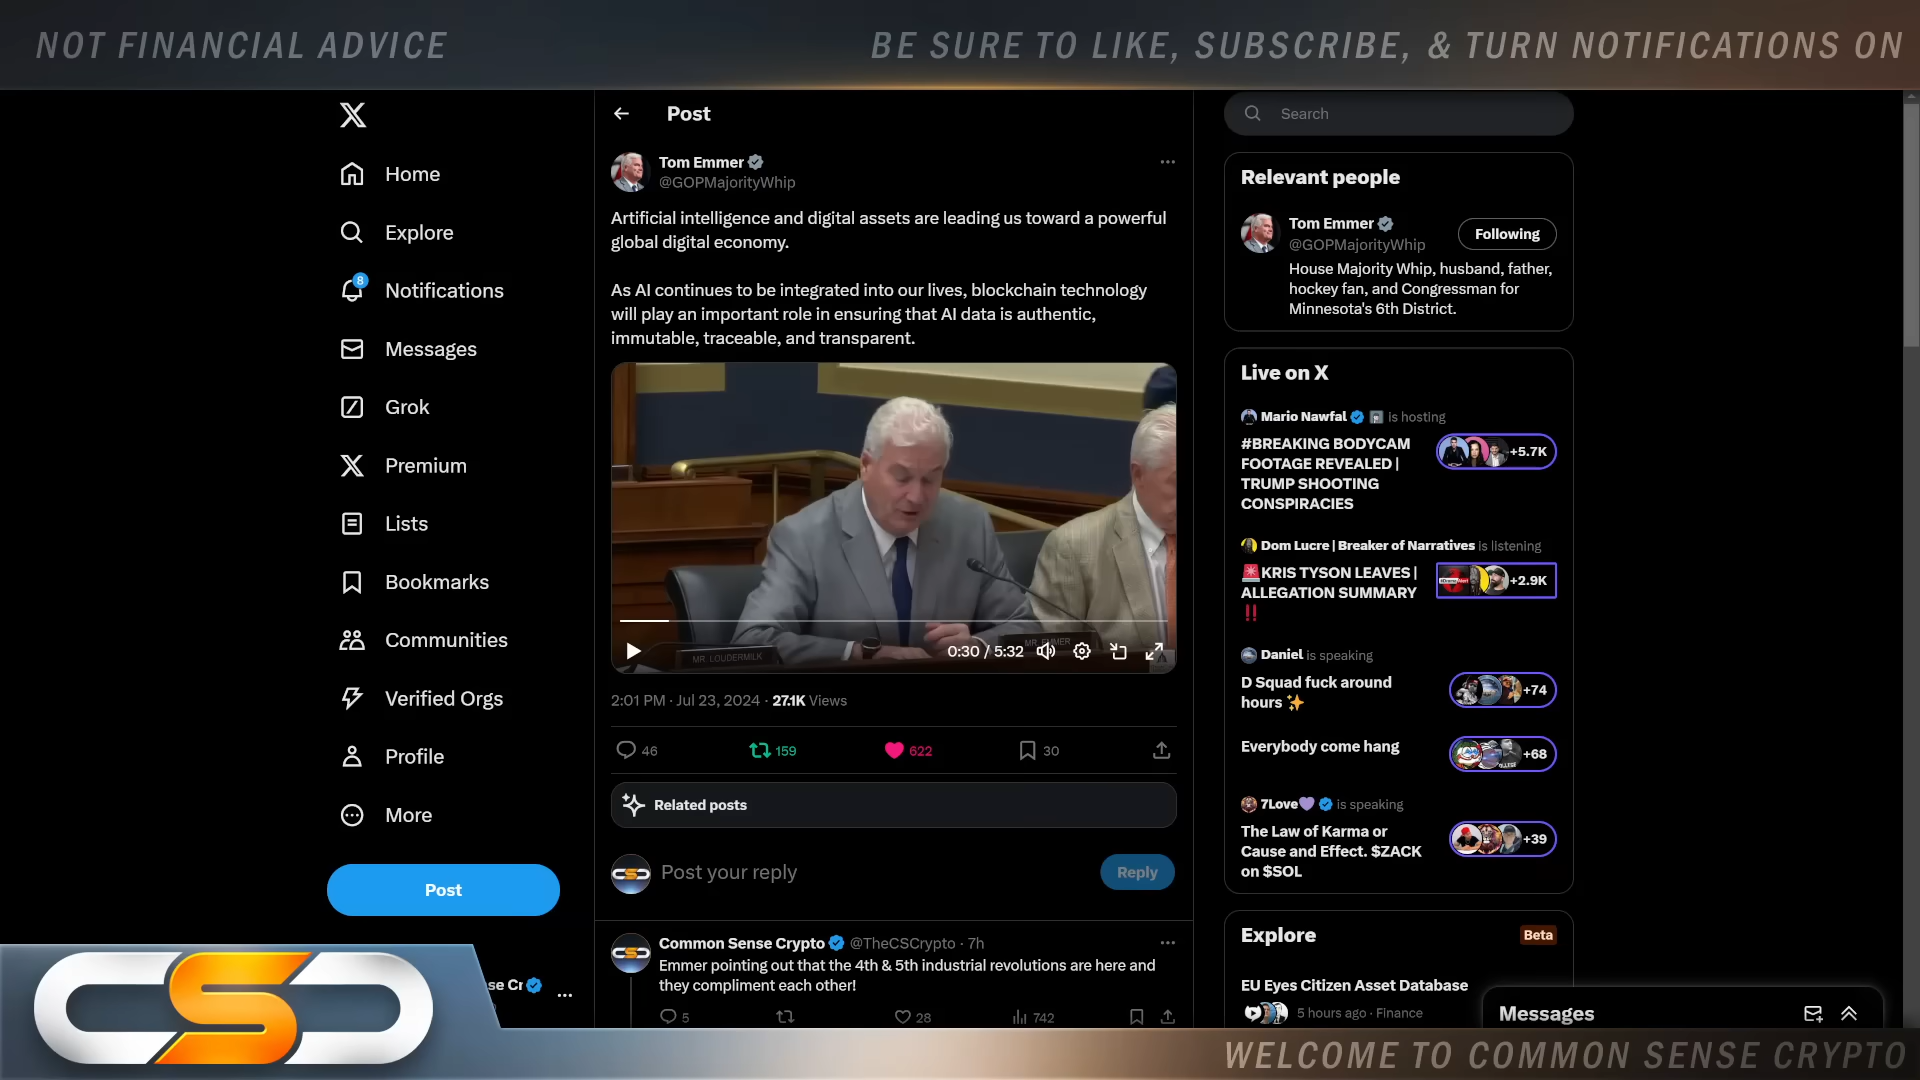 NOT FINANCIAL ADVICE
BE SURE TO LIKE, SUBSCRIBE, & TURN NOTIFICATIONS ON
Home
Explore
8
Notifications
Messages
Grok
Premium
Lists
Bookmarks
Communities
Verified Orgs
Profile
More
Post
se Cr
Post
Tom Emmer
@GOPMajorityWhip
Artificial intelligence and digital assets are leading us toward a powerful
global digital economy.
As AI continues to be integrated into our lives, blockchain technology
will play an important role in ensuring that AI data is authentic,
immutable, traceable, and transparent.
MR. LOUDERMILK
MR. EMMER
0:30 / 5:32
2:01 PM · Jul 23, 2024 · 27.1K Views
46 159 622 30
Related posts
Post your reply
Reply
Common Sense Crypto @TheCSCrypto · 7h
Emmer pointing out that the 4th & 5th industrial revolutions are here and
they compliment each other!
5 28 742
Search
Relevant people
Tom Emmer
@GOPMajorityWhip
Following
House Majority Whip, husband, father,
hockey fan, and Congressman for
Minnesota's 6th District.
Live on X
Mario Nawfal is hosting
#BREAKING BODYCAM
FOOTAGE REVEALED |
TRUMP SHOOTING
CONSPIRACIES
+5.7K
Dom Lucre | Breaker of Narratives is listening
🚨KRIS TYSON LEAVES |
ALLEGATION SUMMARY
‼️
+2.9K
Daniel is speaking
D Squad fuck around
hours ✨
+74
Everybody come hang
+68
7Love💜 is speaking
The Law of Karma or
Cause and Effect. $ZACK
on $SOL
+39
Explore
Beta
EU Eyes Citizen Asset Database
5 hours ago · Finance
Messages
CSC
WELCOME TO COMMON SENSE CRYPTO